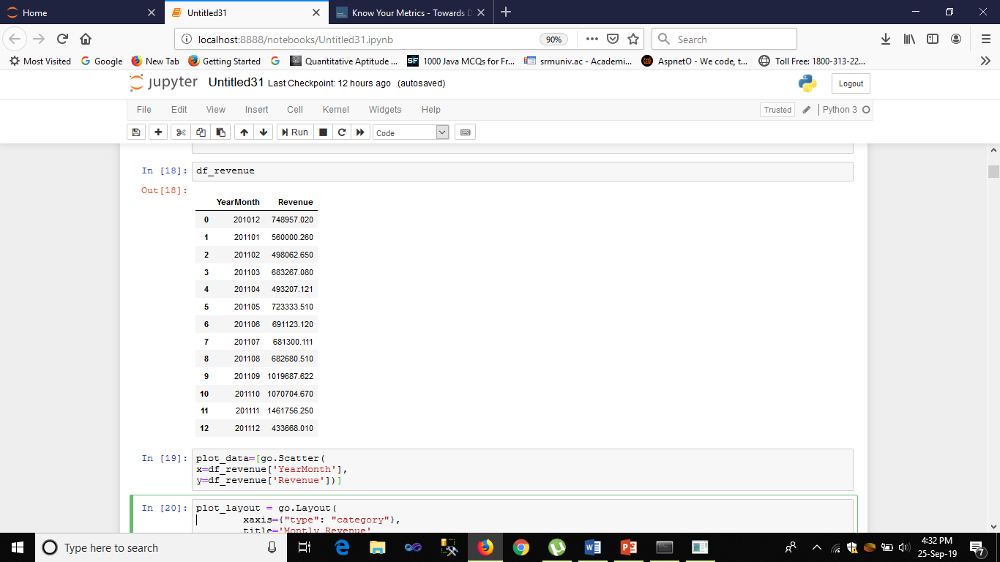 Home
Untitled31
Know Your Metrics - Towards D
localhost:8888/notebooks/Untitled31.ipynb
90%
Search
Most Visited
Google
New Tab
Getting Started
Quantitative Aptitude ...
SF 1000 Java MCQs for Fr...
srmuniv.ac - Academi...
AspnetO - We code, t...
Toll Free: 1800-313-22...
jupyter Untitled31 Last Checkpoint: 12 hours ago (autosaved)
Logout
File Edit View Insert Cell Kernel Widgets Help
Trusted
Python 3
Run
Code
In [18]: df_revenue
Out[18]:
YearMonth Revenue
0 201012 748957.020
1 201101 560000.260
2 201102 498062.650
3 201103 683267.080
4 201104 493207.121
5 201105 723333.510
6 201106 691123.120
7 201107 681300.111
8 201108 682680.510
9 201109 1019687.622
10 201110 1070704.670
11 201111 1461756.250
12 201112 433668.010
In [19]: plot_data=[go.Scatter(
x=df_revenue['YearMonth'],
y=df_revenue['Revenue'])]
In [20]: plot_layout = go.Layout(
xaxis={"type": "category"},
title='Montly Revenue'
Type here to search
4:32 PM
25-Sep-19
7